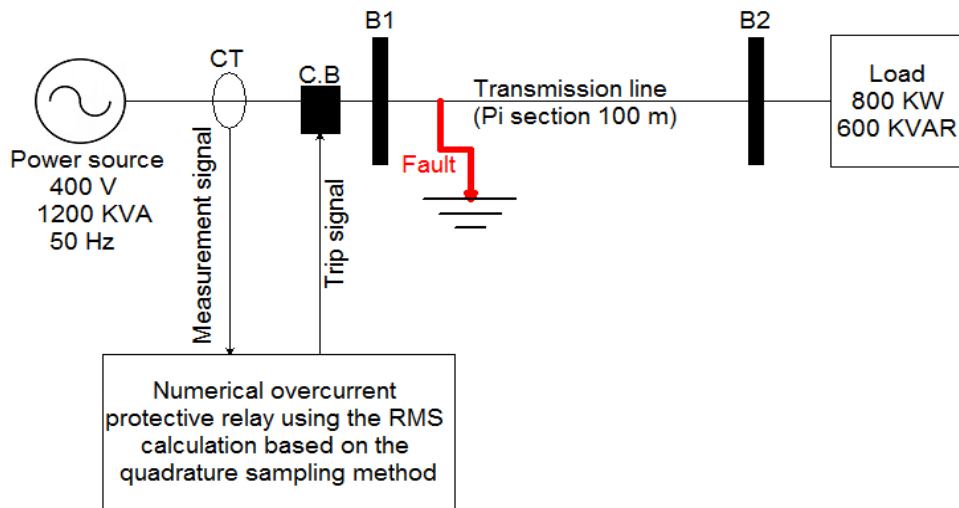 B1
B2
CT
C.B
Transmission line
(Pi section 100 m)
Load
800 KW
600 KVAR
Power source
400 V
1200 KVA
50 Hz
Measurement signal
Trip signal
Fault
Numerical overcurrent
protective relay using the RMS
calculation based on the
quadrature sampling method